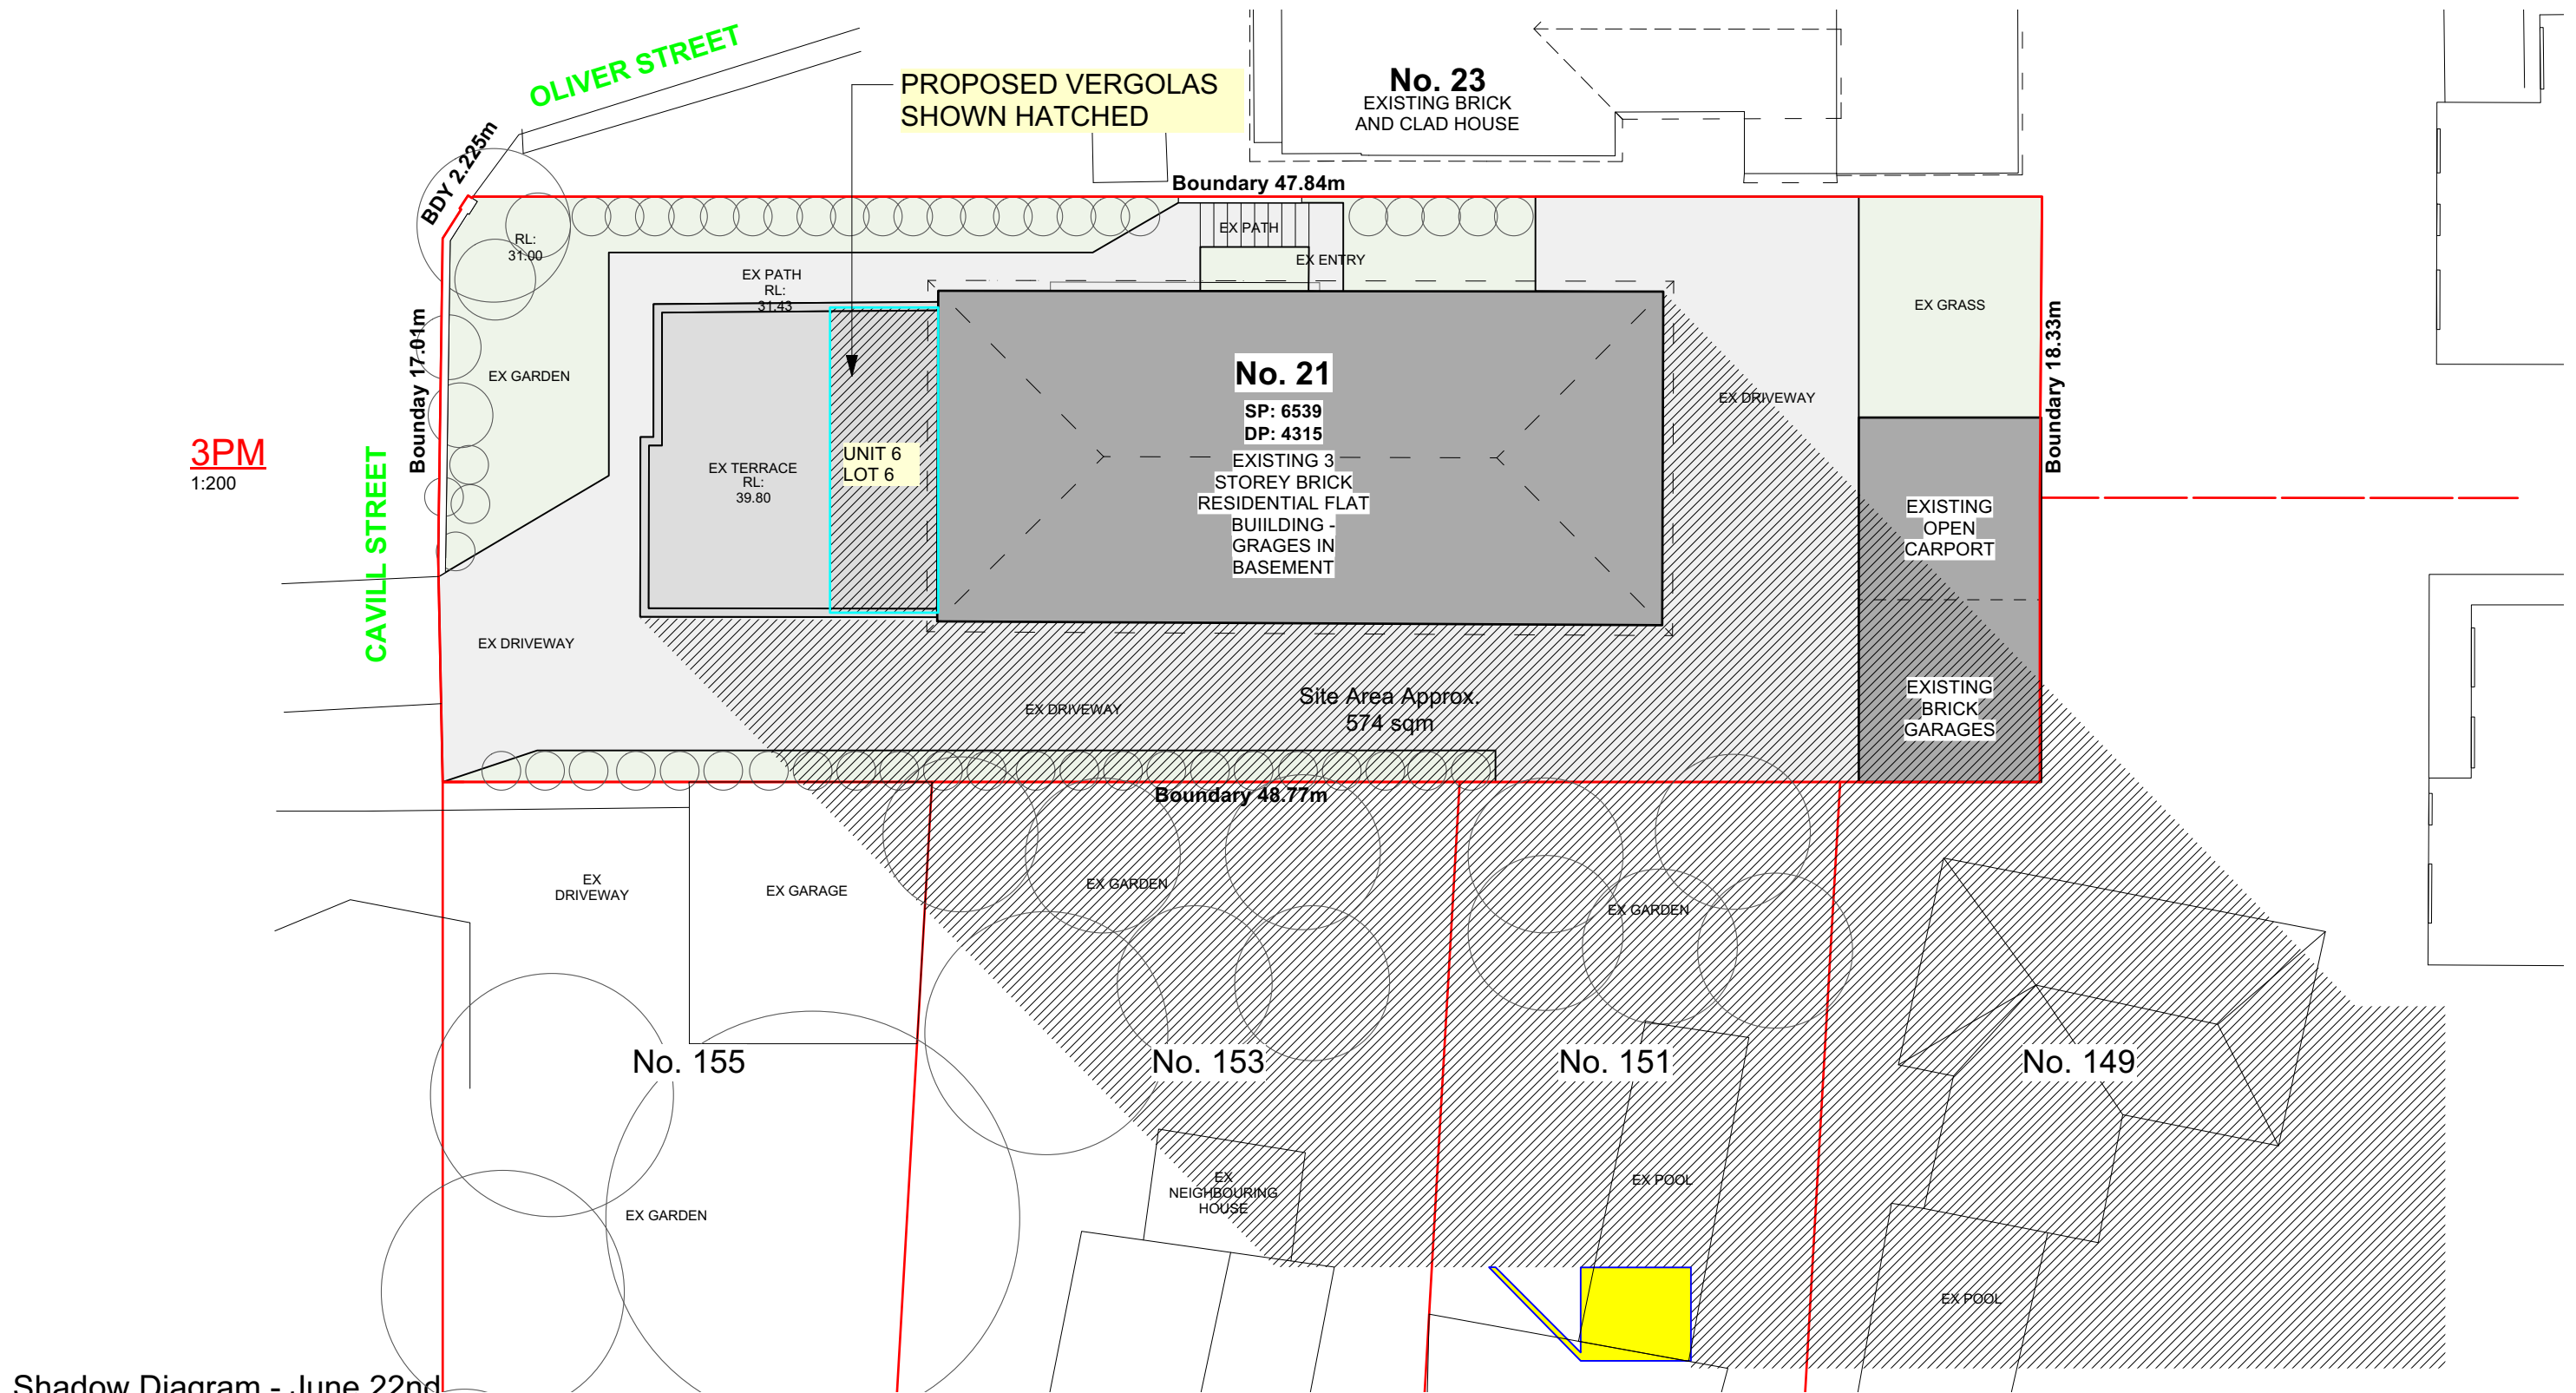 OLIVER STREET
PROPOSED VERGOLAS
SHOWN HATCHED
No. 23
EXISTING BRICK
AND CLAD HOUSE
BDY 2.225m
Boundary 47.84m
RL:
31.00
EX PATH
EX ENTRY
EX PATH
RL:
31.43
EX GRASS
Bounday 17.01m
EX GARDEN
No. 21
SP: 6539
DP: 4315
EXISTING 3
STOREY BRICK
RESIDENTIAL FLAT
BUIILDING -
GRAGES IN
BASEMENT
EX DRIVEWAY
Boundary 18.33m
3PM
1:200
CAVILL STREET
EX TERRACE
RL:
39.80
UNIT 6
LOT 6
EXISTING
OPEN
CARPORT
EX DRIVEWAY
EX DRIVEWAY
Site Area Approx.
574 sqm
EXISTING
BRICK
GARAGES
Boundary 48.77m
EX
DRIVEWAY
EX GARAGE
EX GARDEN
EX GARDEN
No. 155
No. 153
No. 151
No. 149
EX GARDEN
EX
NEIGHBOURING
HOUSE
EX POOL
EX POOL
Shadow Diagram - June 22nd